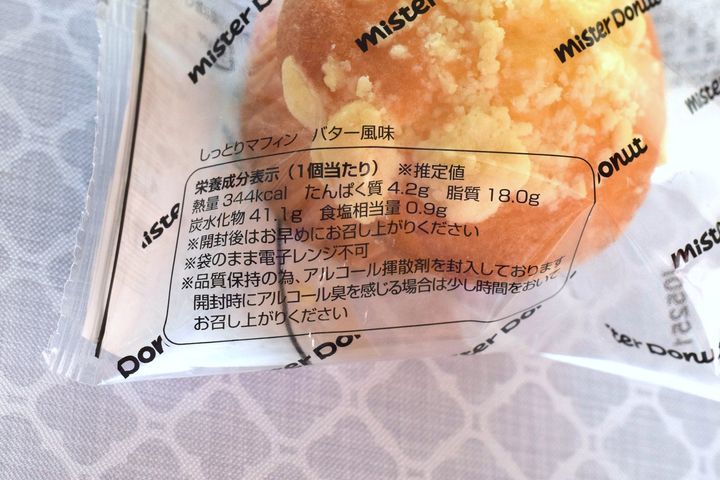 mister Donut
mister Donut
mister
しっとりマフィン バター風味
栄養成分表示（1個当たり） ※推定値
熱量 344kcal たんぱく質 4.2g 脂質 18.0g
炭水化物 41.1g 食塩相当量 0.9g
※開封後はお早めにお召し上がりください
※袋のまま電子レンジ不可
※品質保持の為、アルコール揮散剤を封入しております
開封時にアルコール臭を感じる場合は少し時間をおいて
お召し上がりください
Donut
mister Donut